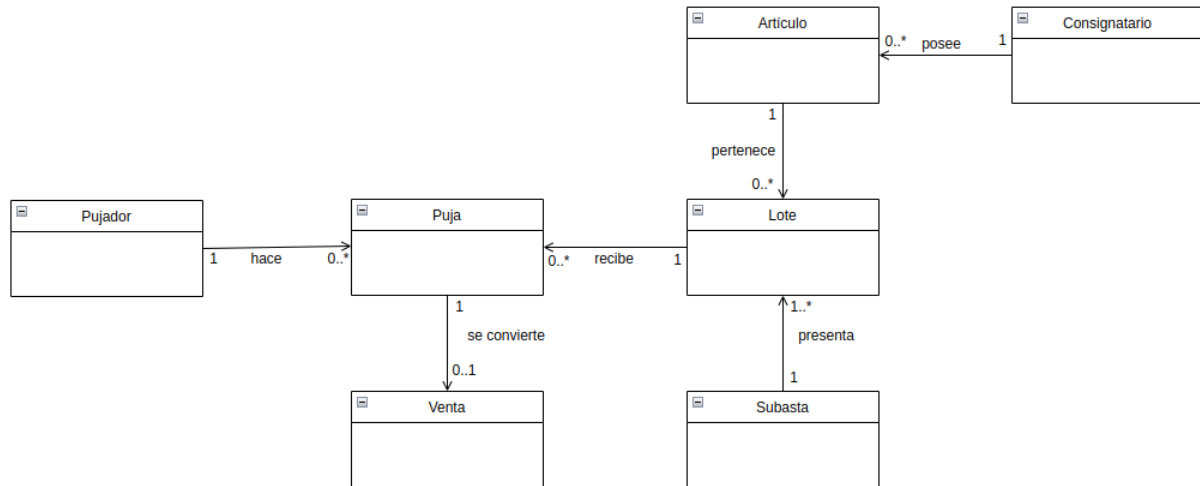 Artículo
Consignatario
0..*
posee
1
1
pertenece
0..*
Pujador
Puja
Lote
1
hace
0..*
0..*
recibe
1
1
se convierte
0..1
1..*
presenta
1
Venta
Subasta